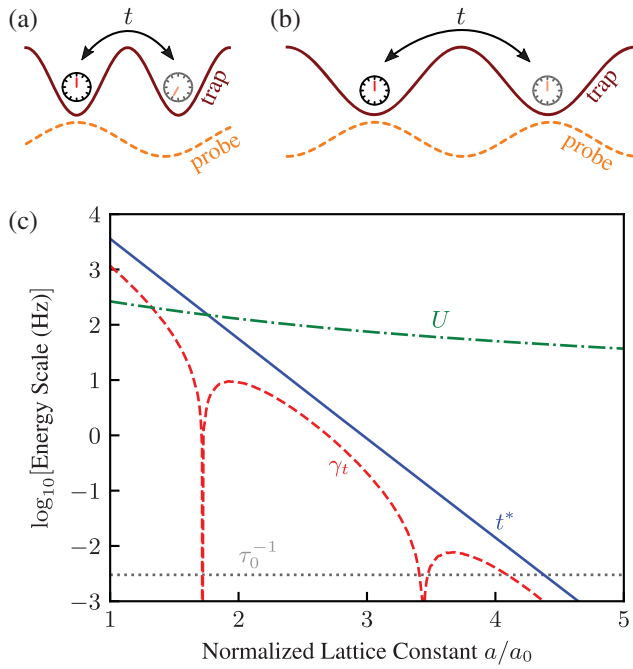 (a)
t
trap
probe
(b)
t
trap
probe
(c)
log₁₀[Energy Scale (Hz)]
4
3
2
1
0
−1
−2
−3
U
γₜ
t*
τ₀⁻¹
1
2
3
4
5
Normalized Lattice Constant a/a₀